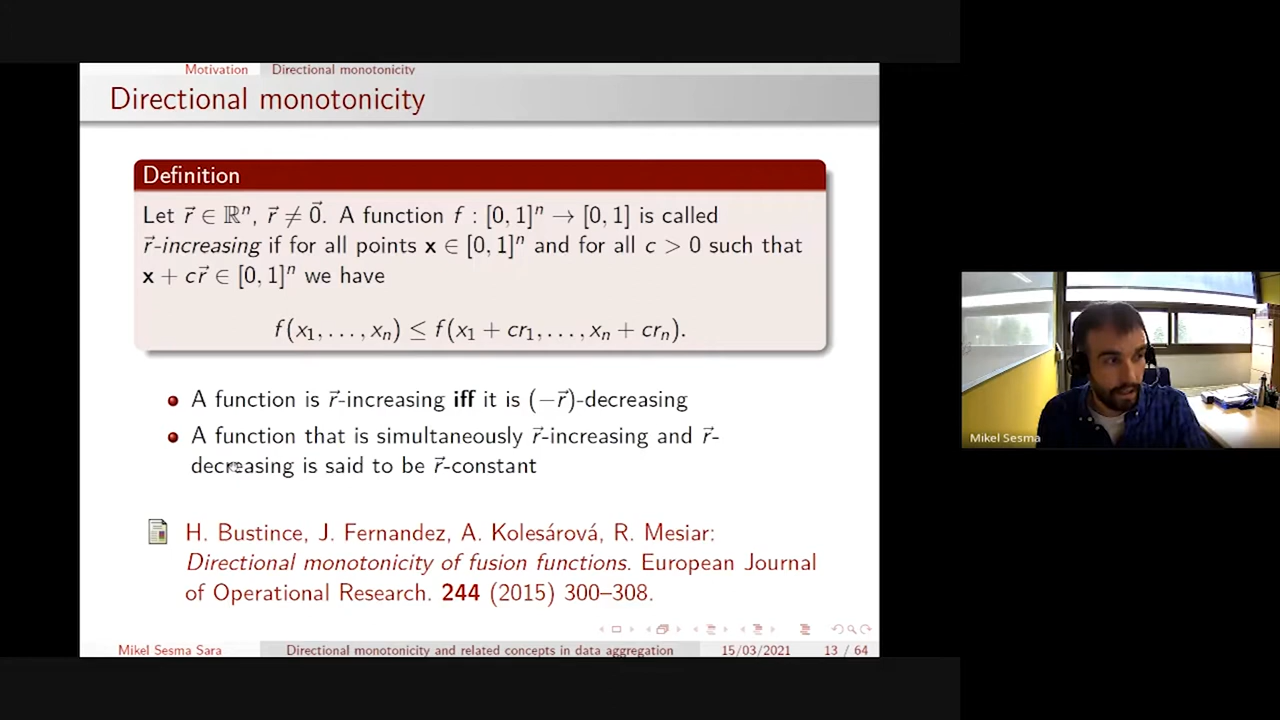 Motivation Directional monotonicity
Directional monotonicity
Definition
Let r⃗ ∈ ℝⁿ, r⃗ ≠ 0⃗. A function f : [0, 1]ⁿ → [0, 1] is called
r⃗-increasing if for all points x ∈ [0, 1]ⁿ and for all c > 0 such that
x + cr⃗ ∈ [0, 1]ⁿ we have
f(x₁, . . . , xₙ) ≤ f(x₁ + cr₁, . . . , xₙ + crₙ).
A function is r⃗-increasing iff it is (−r⃗)-decreasing
A function that is simultaneously r⃗-increasing and r⃗-
decreasing is said to be r⃗-constant
H. Bustince, J. Fernandez, A. Kolesárová, R. Mesiar:
Directional monotonicity of fusion functions. European Journal
of Operational Research. 244 (2015) 300–308.
Mikel Sesma Sara Directional monotonicity and related concepts in data aggregation 15/03/2021 13 / 64
Mikel Sesma